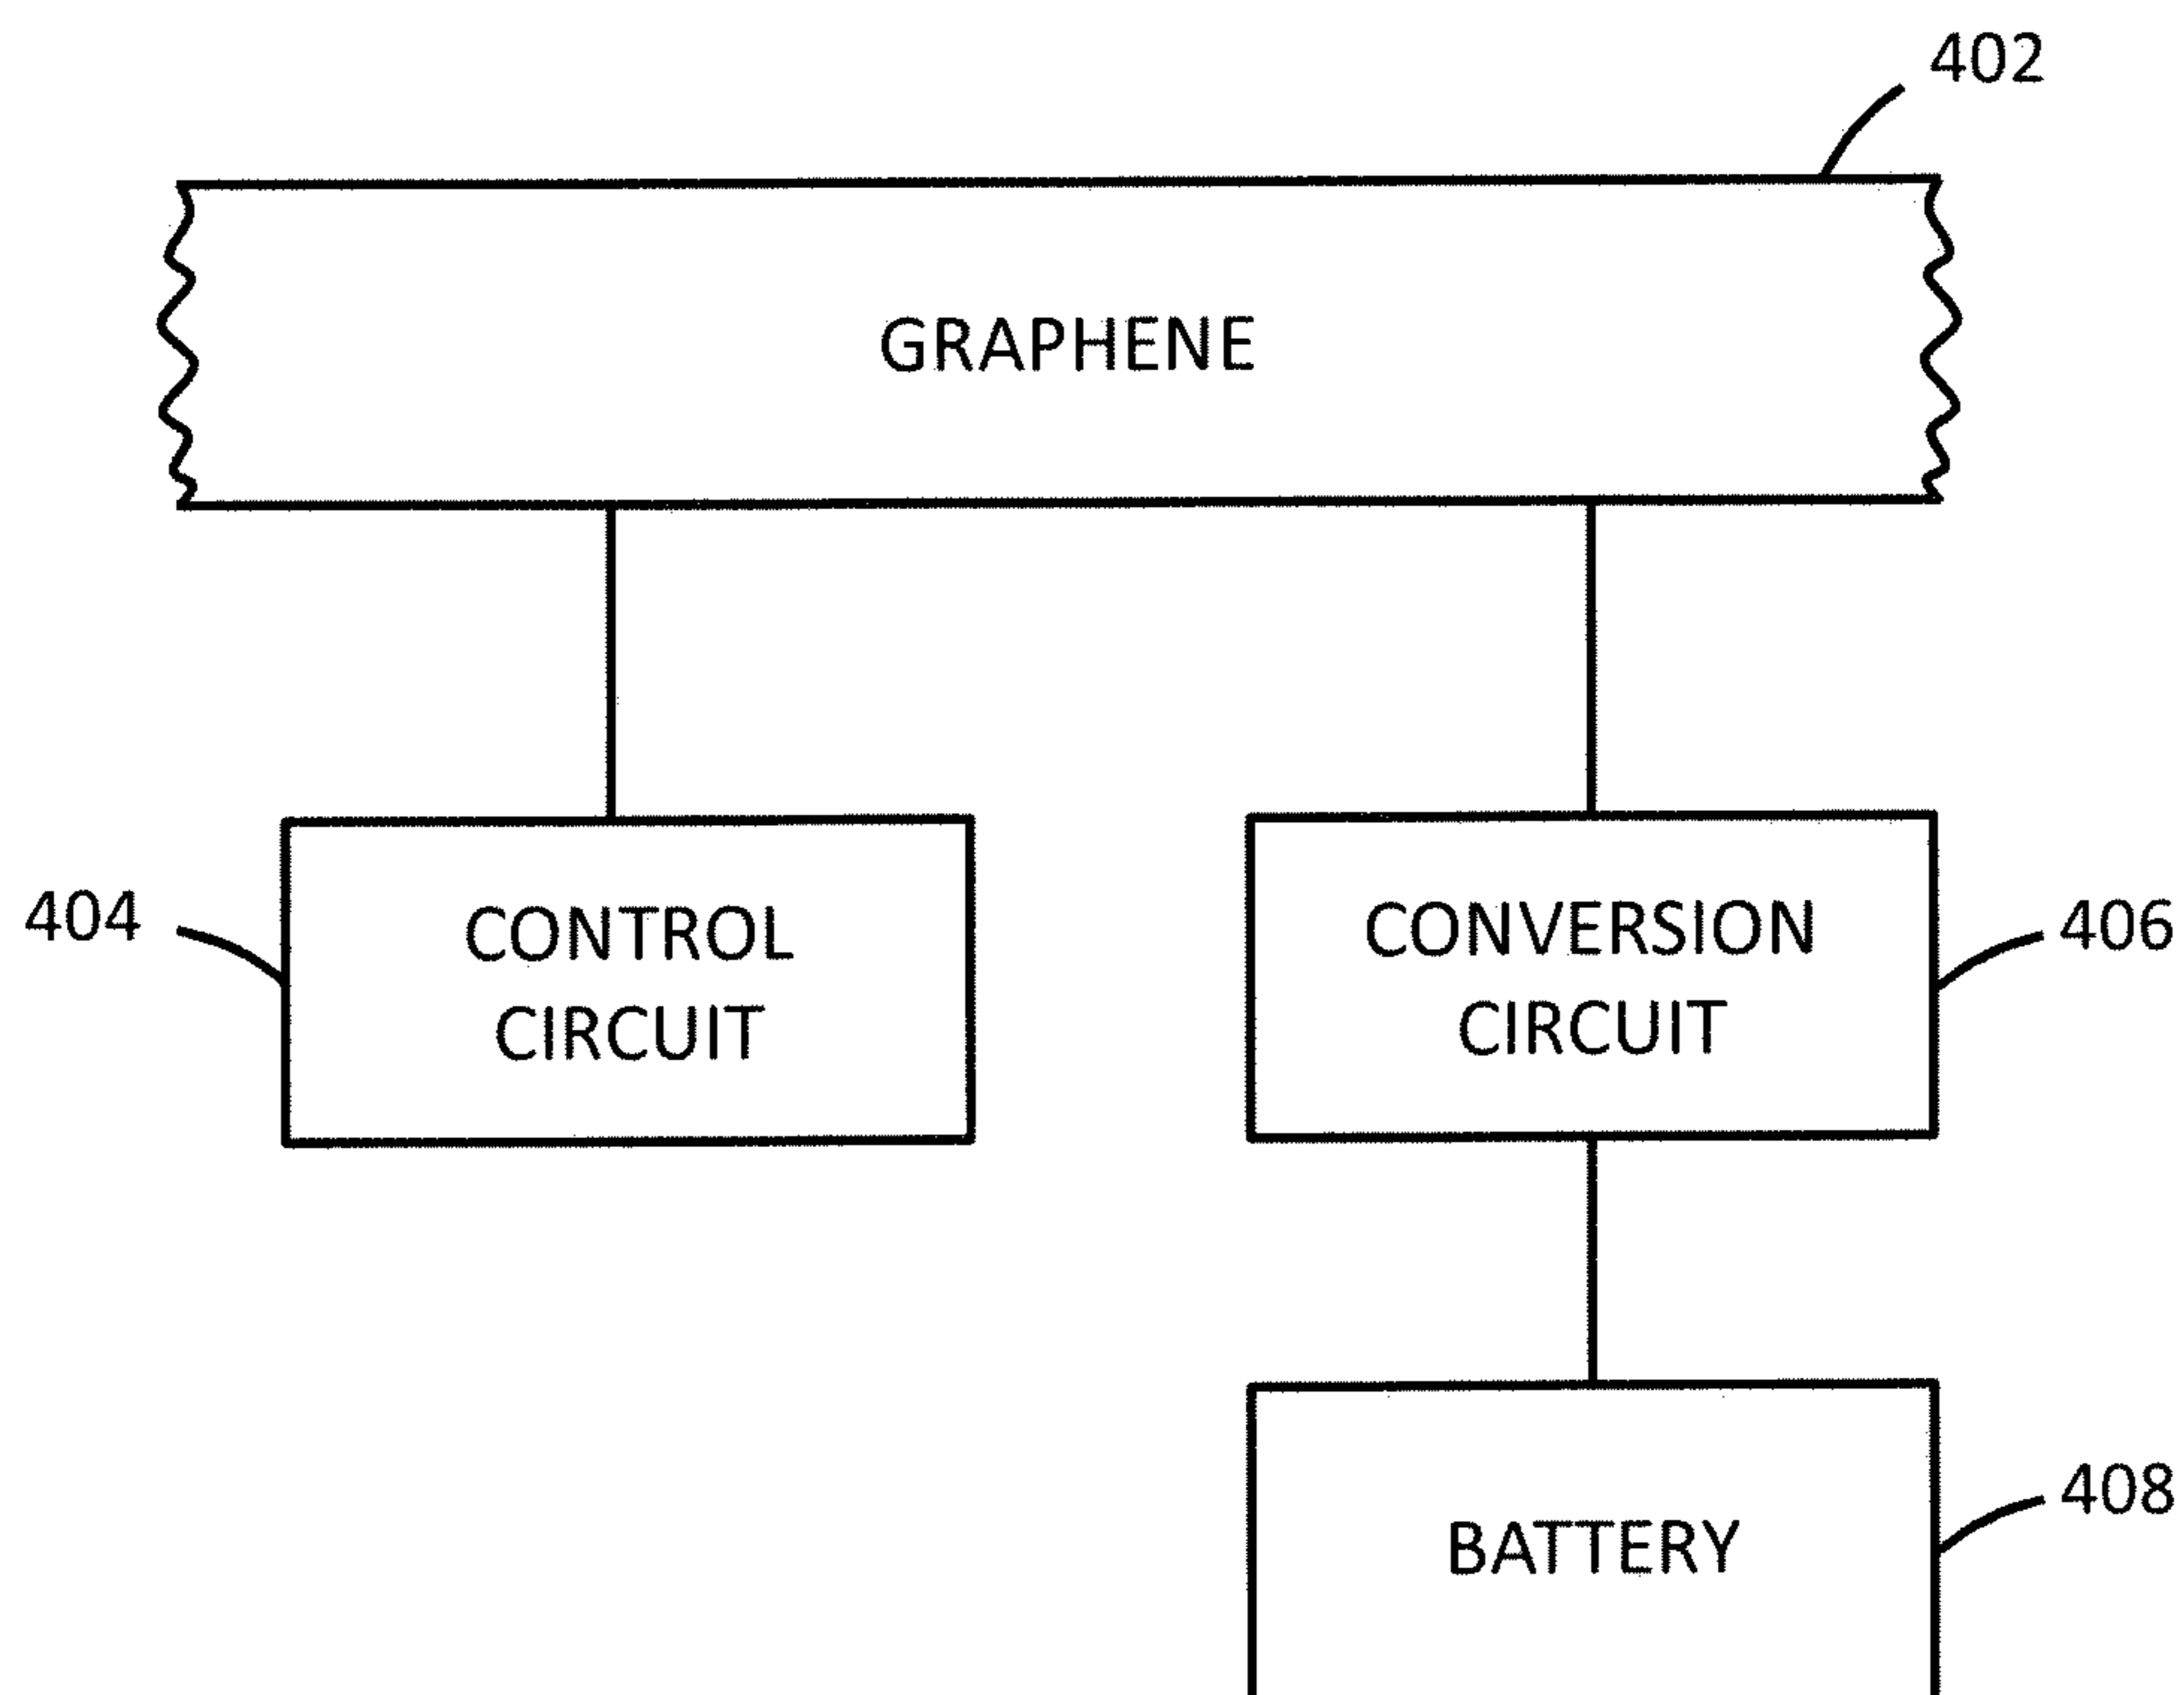 402
GRAPHENE
404
CONTROL
CIRCUIT
CONVERSION
CIRCUIT
406
BATTERY
408